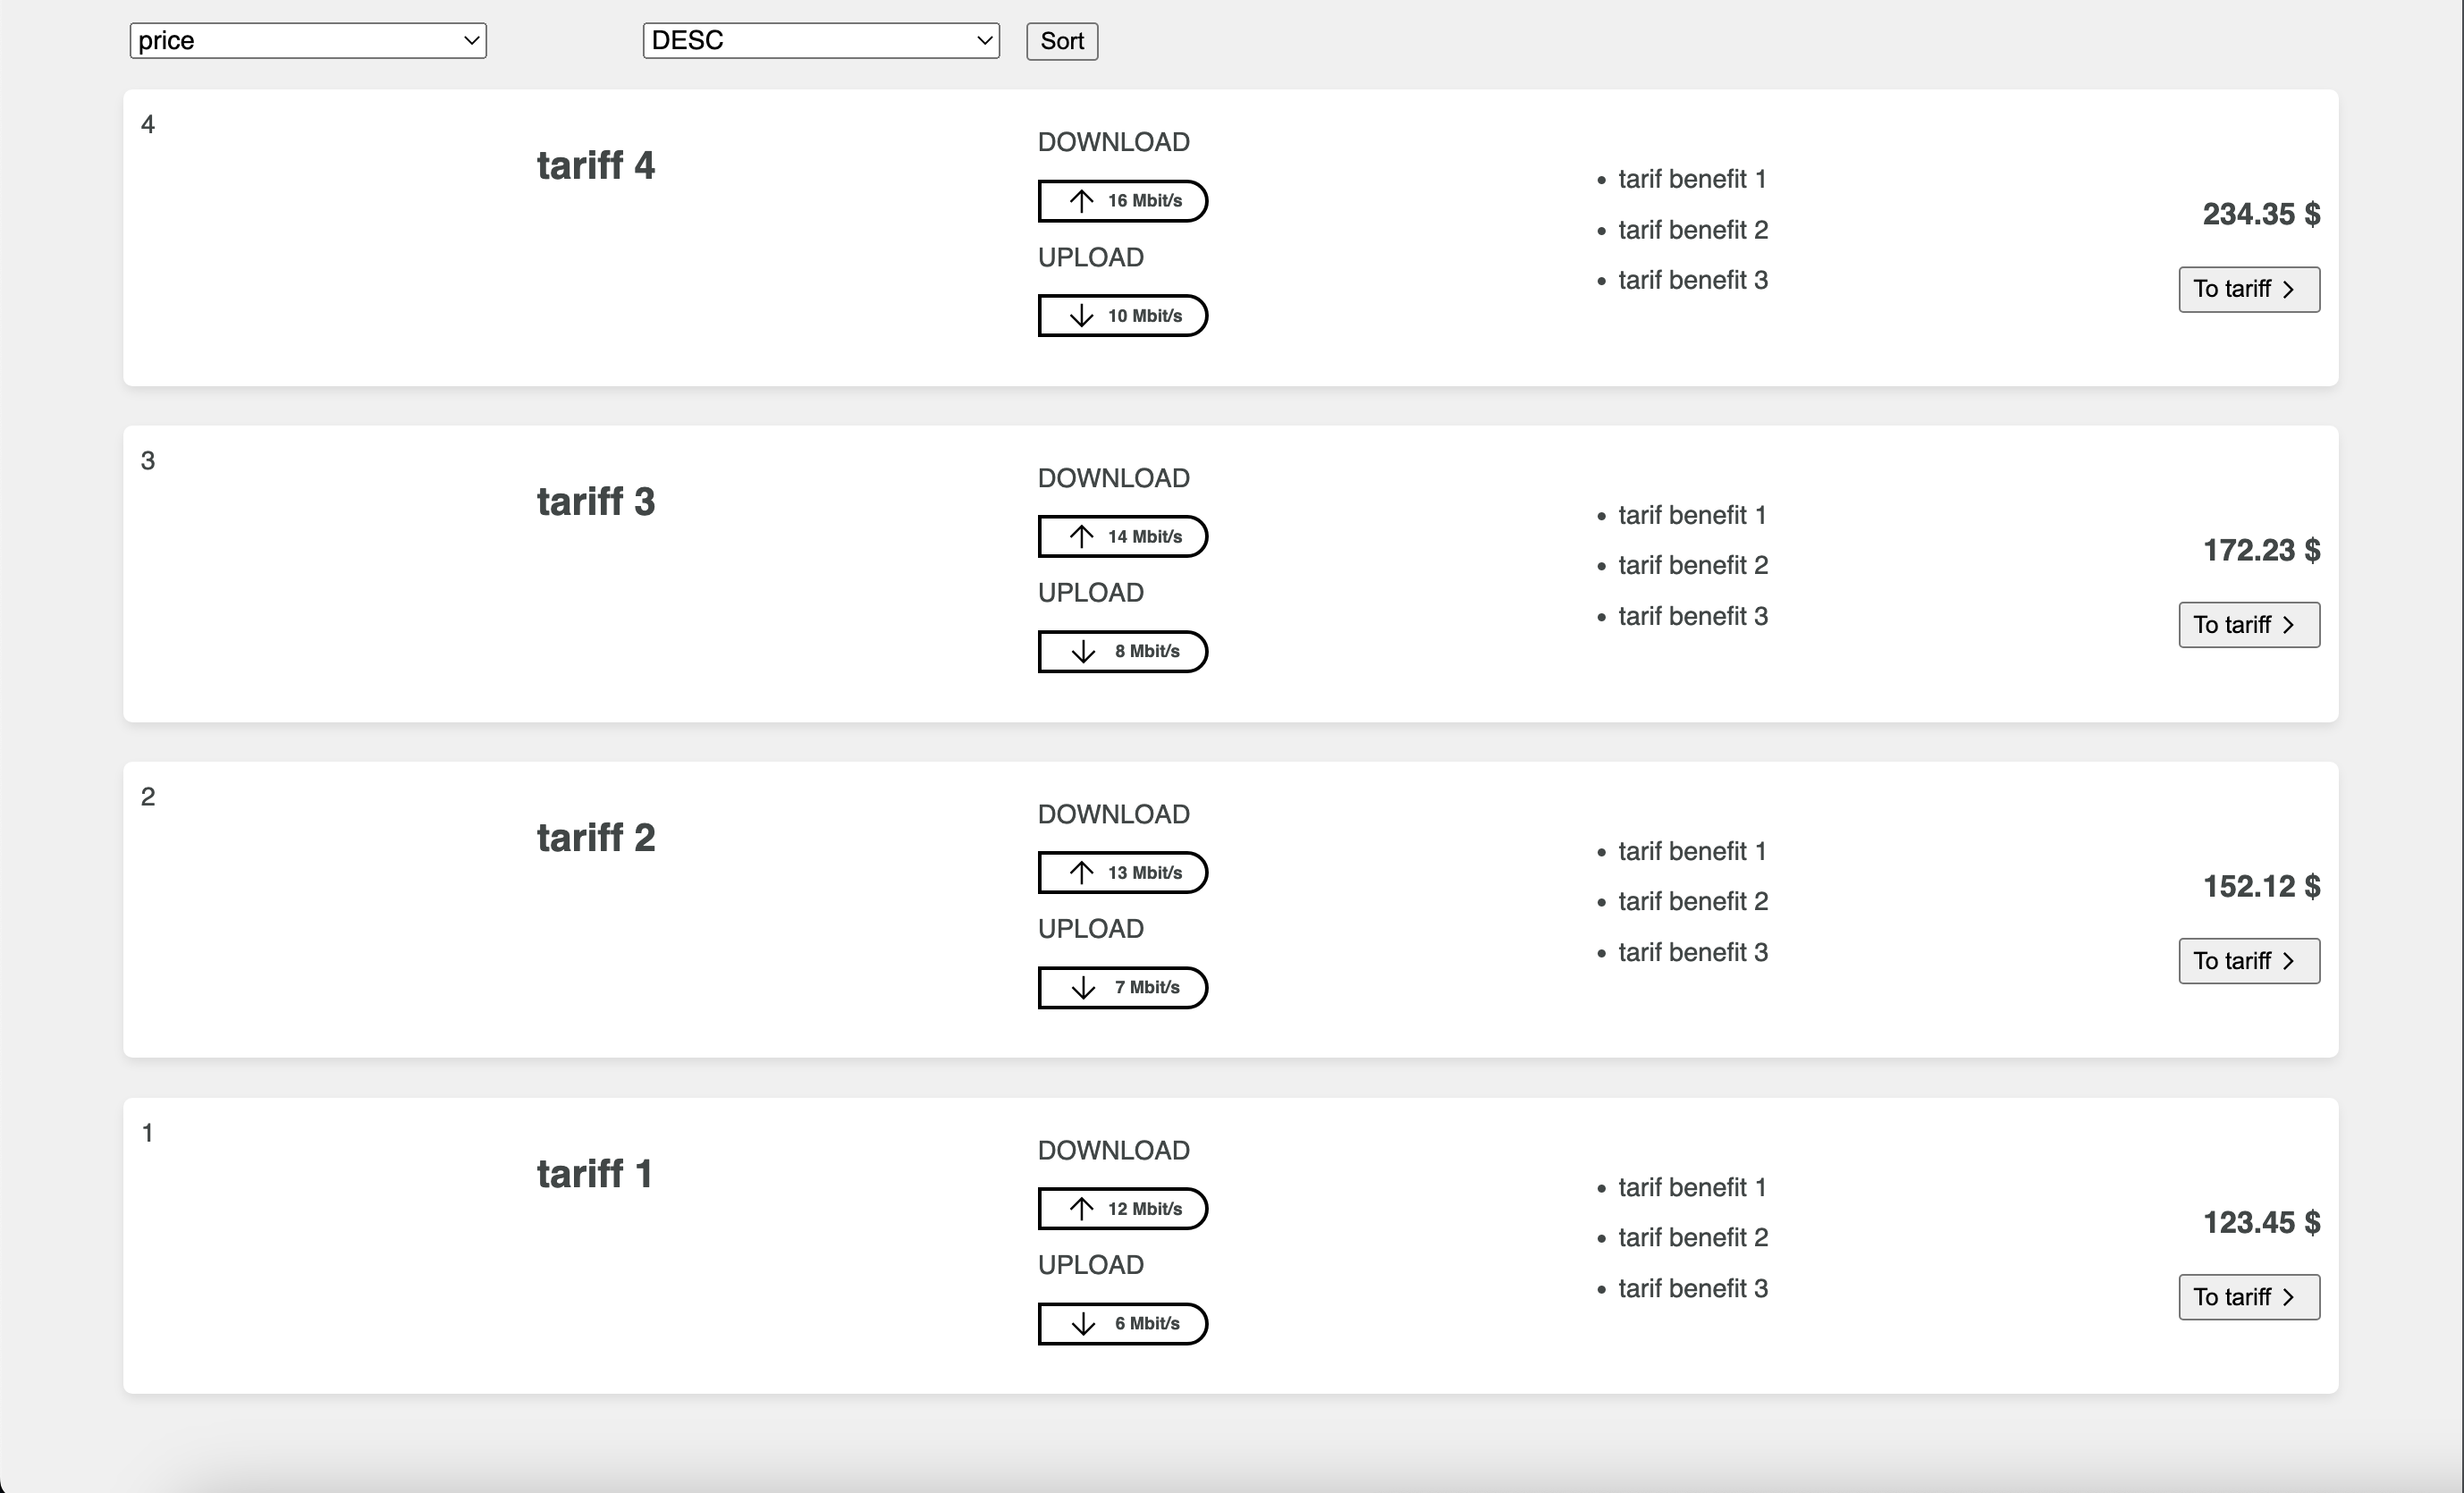 price
DESC
Sort
4
tariff 4
DOWNLOAD
16 Mbit/s
UPLOAD
10 Mbit/s
tarif benefit 1
tarif benefit 2
tarif benefit 3
234.35 $
To tariff
3
tariff 3
DOWNLOAD
14 Mbit/s
UPLOAD
8 Mbit/s
tarif benefit 1
tarif benefit 2
tarif benefit 3
172.23 $
To tariff
2
tariff 2
DOWNLOAD
13 Mbit/s
UPLOAD
7 Mbit/s
tarif benefit 1
tarif benefit 2
tarif benefit 3
152.12 $
To tariff
1
tariff 1
DOWNLOAD
12 Mbit/s
UPLOAD
6 Mbit/s
tarif benefit 1
tarif benefit 2
tarif benefit 3
123.45 $
To tariff